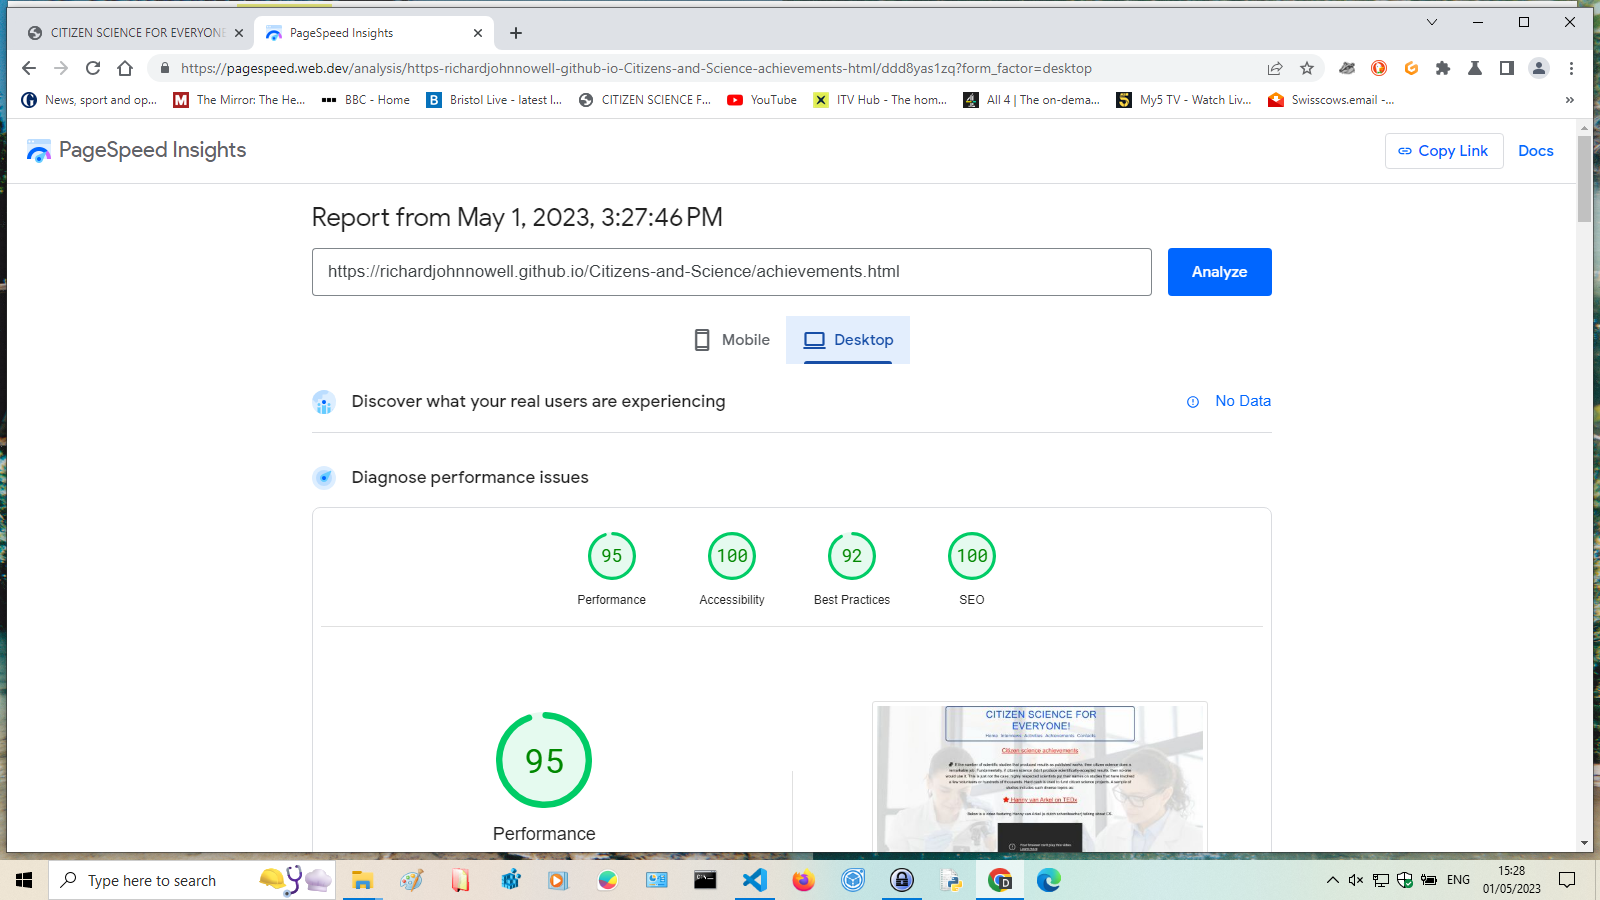 CITIZEN SCIENCE FOR EVERYONE
PageSpeed Insights
https://pagespeed.web.dev/analysis/https-richardjohnnowell-github-io-Citizens-and-Science-achievements-html/ddd8yas1zq?form_factor=desktop
News, sport and op...
The Mirror: The He...
BBC - Home
Bristol Live - latest l...
CITIZEN SCIENCE F...
YouTube
ITV Hub - The hom...
All 4 | The on-dema...
My5 TV - Watch Liv...
Swisscows.email -...
»
PageSpeed Insights
Copy Link
Docs
Report from May 1, 2023, 3:27:46 PM
https://richardjohnnowell.github.io/Citizens-and-Science/achievements.html
Analyze
Mobile
Desktop
Discover what your real users are experiencing
No Data
Diagnose performance issues
95
100
92
100
Performance
Accessibility
Best Practices
SEO
95
Performance
CITIZEN SCIENCE FOR
EVERYONE!
Home Interviews Activities Achievements Contacts
Citizen science achievements
Hanny van Arkel on TEDx
Type here to search
ENG
15:28
01/05/2023